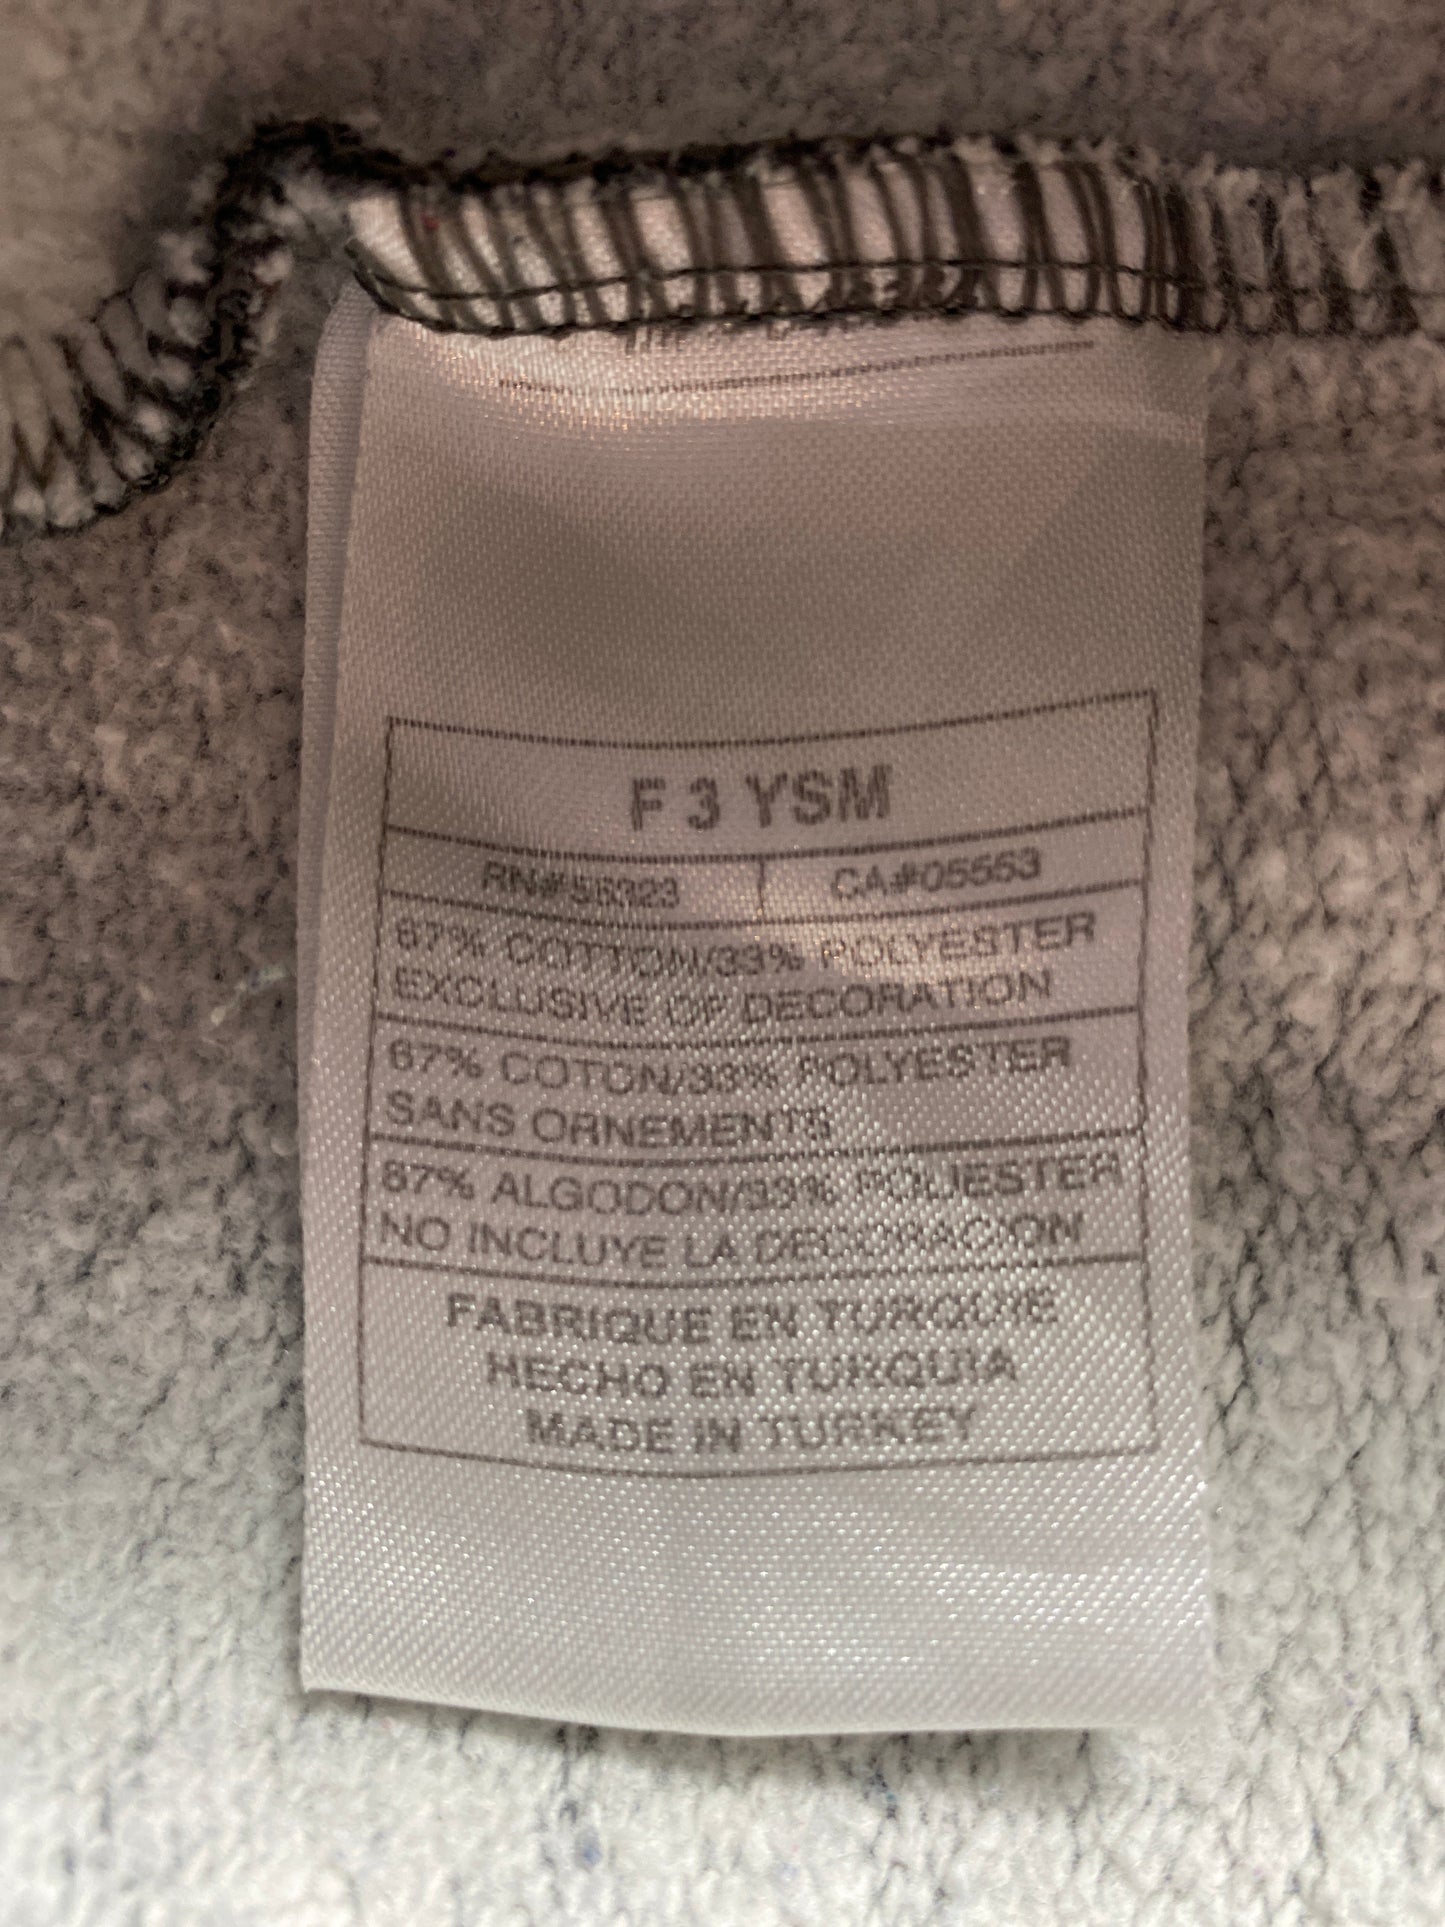 F 3 YSM
RN#56323 CA#05553
67% COTTON/33% POLYESTER
EXCLUSIVE OF DECORATION
67% COTON/33% POLYESTER
SANS ORNEMENTS
67% ALGODON/33% POLIESTER
NO INCLUYE LA DECORACION
FABRIQUE EN TURQUIE
HECHO EN TURQUIA
MADE IN TURKEY